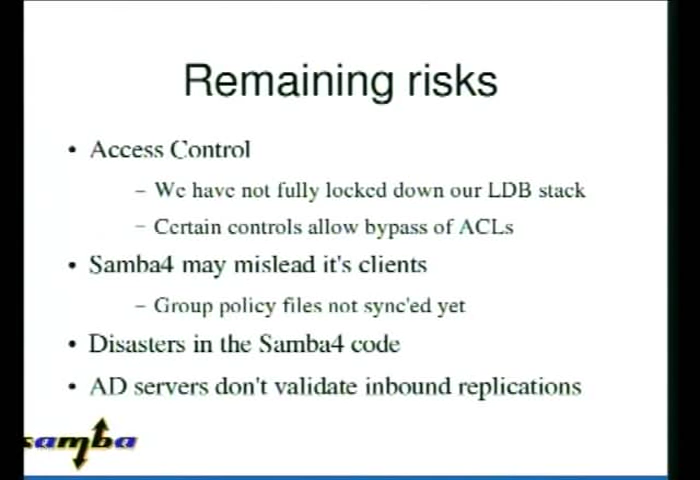 Remaining risks
• Access Control
– We have not fully locked down our LDB stack
– Certain controls allow bypass of ACLs
• Samba4 may mislead it's clients
– Group policy files not sync'ed yet
• Disasters in the Samba4 code
• AD servers don't validate inbound replications
samba